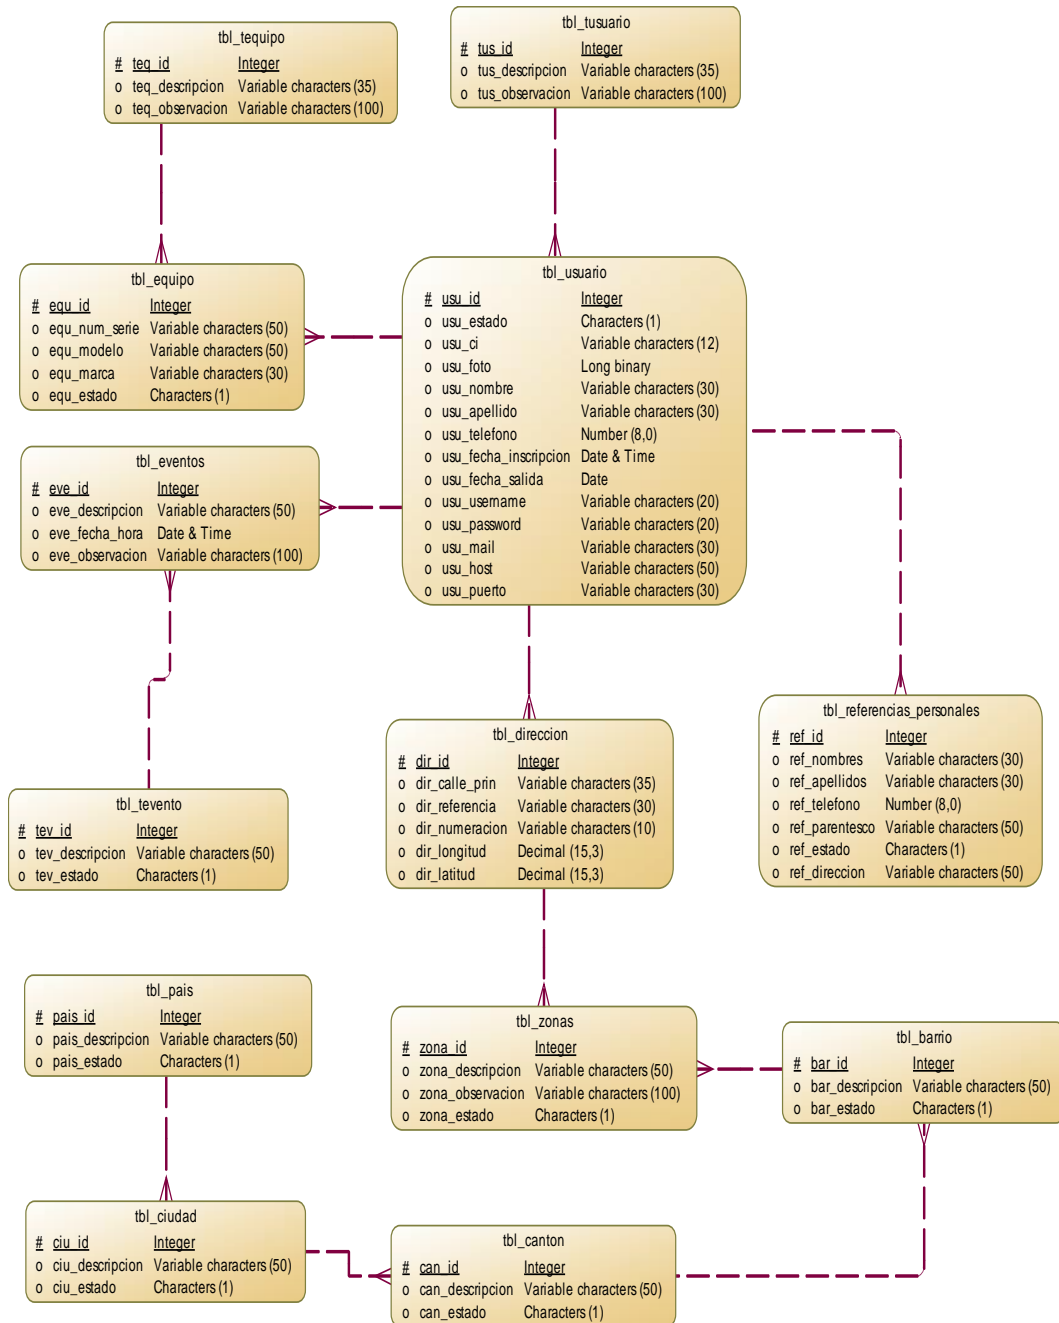 tbl_tequipo
# teq_id Integer
o teq_descripcion Variable characters (35)
o teq_observacion Variable characters (100)
tbl_tusuario
# tus_id Integer
o tus_descripcion Variable characters (35)
o tus_observacion Variable characters (100)
tbl_equipo
# equ_id Integer
o equ_num_serie Variable characters (50)
o equ_modelo Variable characters (50)
o equ_marca Variable characters (30)
o equ_estado Characters (1)
tbl_usuario
# usu_id Integer
o usu_estado Characters (1)
o usu_ci Variable characters (12)
o usu_foto Long binary
o usu_nombre Variable characters (30)
o usu_apellido Variable characters (30)
o usu_telefono Number (8,0)
o usu_fecha_inscripcion Date & Time
o usu_fecha_salida Date
o usu_username Variable characters (20)
o usu_password Variable characters (20)
o usu_mail Variable characters (30)
o usu_host Variable characters (50)
o usu_puerto Variable characters (30)
tbl_eventos
# eve_id Integer
o eve_descripcion Variable characters (50)
o eve_fecha_hora Date & Time
o eve_observacion Variable characters (100)
tbl_direccion
# dir_id Integer
o dir_calle_prin Variable characters (35)
o dir_referencia Variable characters (30)
o dir_numeracion Variable characters (10)
o dir_longitud Decimal (15,3)
o dir_latitud Decimal (15,3)
tbl_referencias_personales
# ref_id Integer
o ref_nombres Variable characters (30)
o ref_apellidos Variable characters (30)
o ref_telefono Number (8,0)
o ref_parentesco Variable characters (50)
o ref_estado Characters (1)
o ref_direccion Variable characters (50)
tbl_tevento
# tev_id Integer
o tev_descripcion Variable characters (50)
o tev_estado Characters (1)
tbl_pais
# pais_id Integer
o pais_descripcion Variable characters (50)
o pais_estado Characters (1)
tbl_zonas
# zona_id Integer
o zona_descripcion Variable characters (50)
o zona_observacion Variable characters (100)
o zona_estado Characters (1)
tbl_barrio
# bar_id Integer
o bar_descripcion Variable characters (50)
o bar_estado Characters (1)
tbl_ciudad
# ciu_id Integer
o ciu_descripcion Variable characters (50)
o ciu_estado Characters (1)
tbl_canton
# can_id Integer
o can_descripcion Variable characters (50)
o can_estado Characters (1)